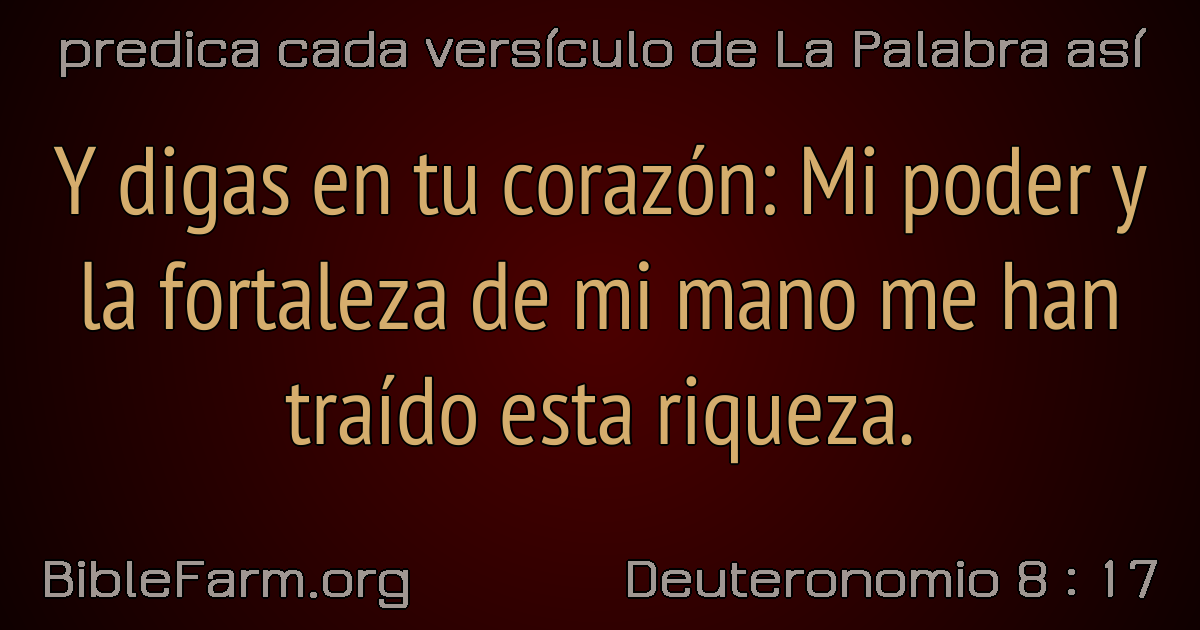 predica cada versículo de La Palabra así
Y digas en tu corazón: Mi poder y
la fortaleza de mi mano me han
traído esta riqueza.
BibleFarm.org
Deuteronomio 8 : 17